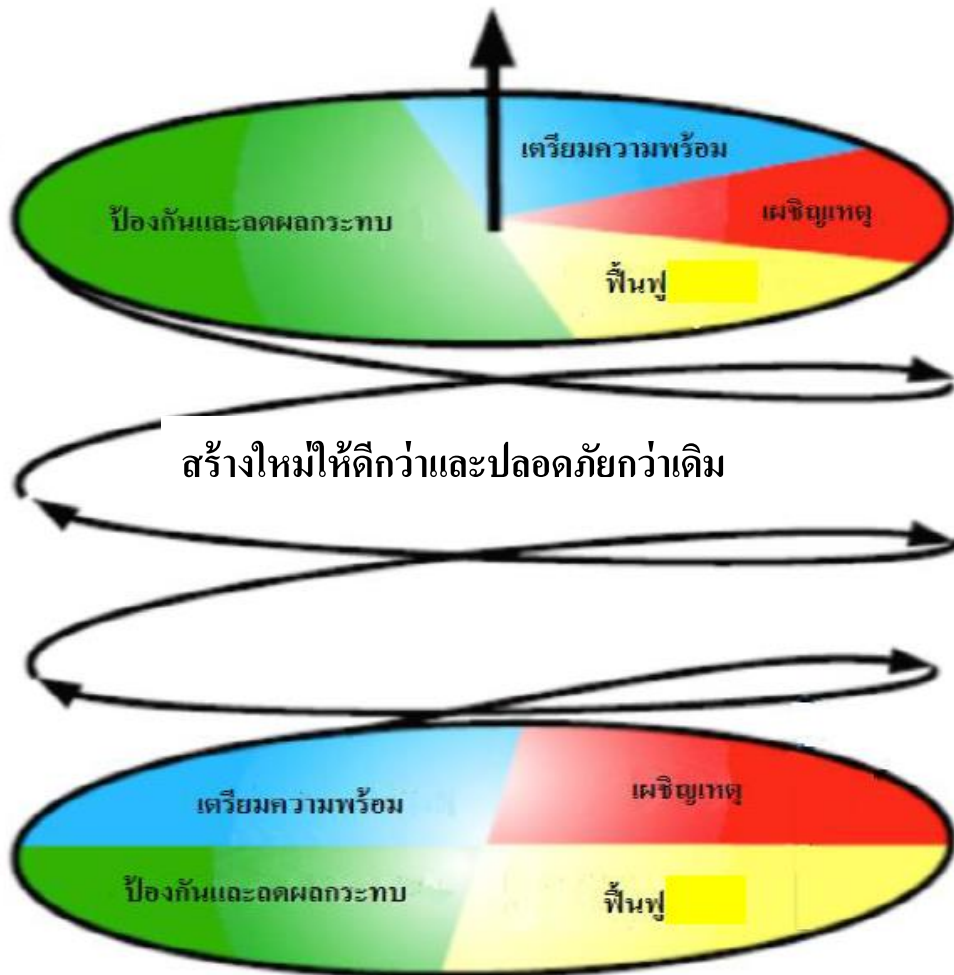 เตรียมความพร้อม
ป้องกันและลดผลกระทบ
เผชิญเหตุ
ฟื้นฟู
สร้างใหม่ให้ดีกว่าและปลอดภัยกว่าเดิม
เตรียมความพร้อม
เผชิญเหตุ
ป้องกันและลดผลกระทบ
ฟื้นฟู